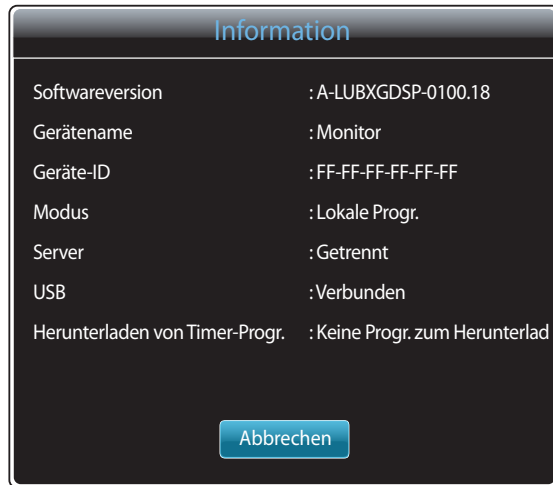 Information
Softwareversion : A-LUBXGDSP-0100.18
Gerätename : Monitor
Geräte-ID : FF-FF-FF-FF-FF-FF
Modus : Lokale Progr.
Server : Getrennt
USB : Verbunden
Herunterladen von Timer-Progr. : Keine Progr. zum Herunterlad
Abbrechen